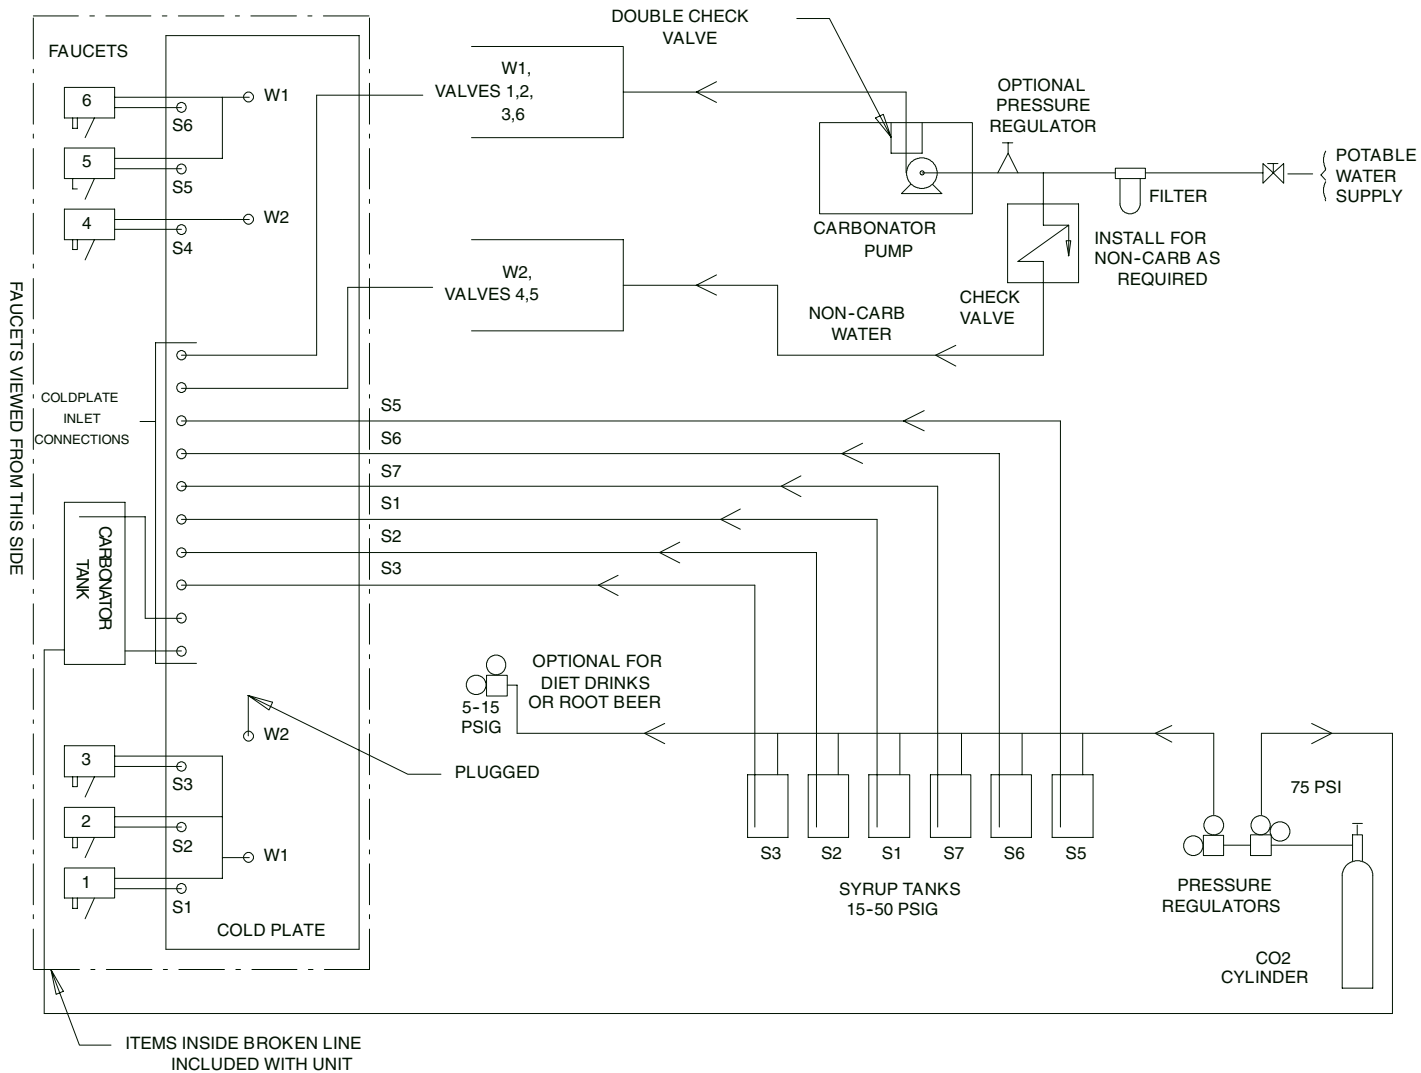 DOUBLE CHECK
VALVE
FAUCETS
6
S6
W1
5
S5
4
S4
W2
W1,
VALVES 1,2,
3,6
OPTIONAL
PRESSURE
REGULATOR
POTABLE
WATER
SUPPLY
FILTER
CARBONATOR
PUMP
INSTALL FOR
NON-CARB AS
REQUIRED
CHECK
VALVE
W2,
VALVES 4,5
NON-CARB
WATER
FAUCETS VIEWED FROM THIS SIDE
COLDPLATE
INLET
CONNECTIONS
S5
S6
S7
S1
S2
S3
CARBONATOR
TANK
OPTIONAL FOR
DIET DRINKS
OR ROOT BEER
5-15
PSIG
W2
PLUGGED
3
S3
2
S2
W1
1
S1
COLD PLATE
75 PSI
S3
S2
S1
S7
S6
S5
SYRUP TANKS
15-50 PSIG
PRESSURE
REGULATORS
CO2
CYLINDER
ITEMS INSIDE BROKEN LINE
INCLUDED WITH UNIT